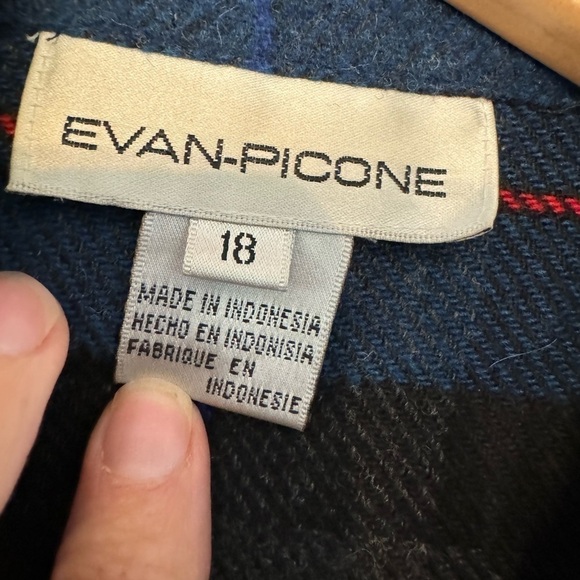 EVAN-PICONE
18
MADE IN INDONESIA
HECHO EN INDONISIA
FABRIQUE EN
INDONESIE